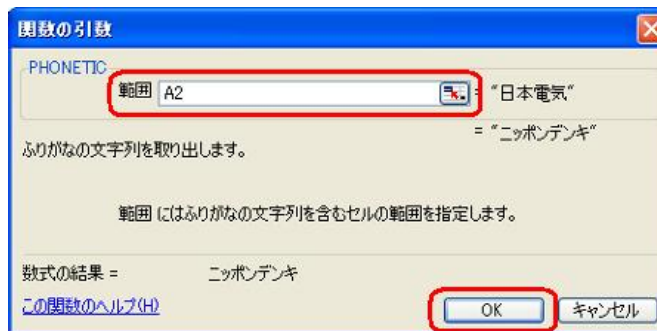 関数の引数
PHONETIC
範囲 A2 = "日本電気"
= "ニッポンデンキ"
ふりがなの文字列を取り出します。
範囲 にはふりがなの文字列を含むセルの範囲を指定します。
数式の結果 = ニッポンデンキ
この関数のヘルプ(H) OK キャンセル